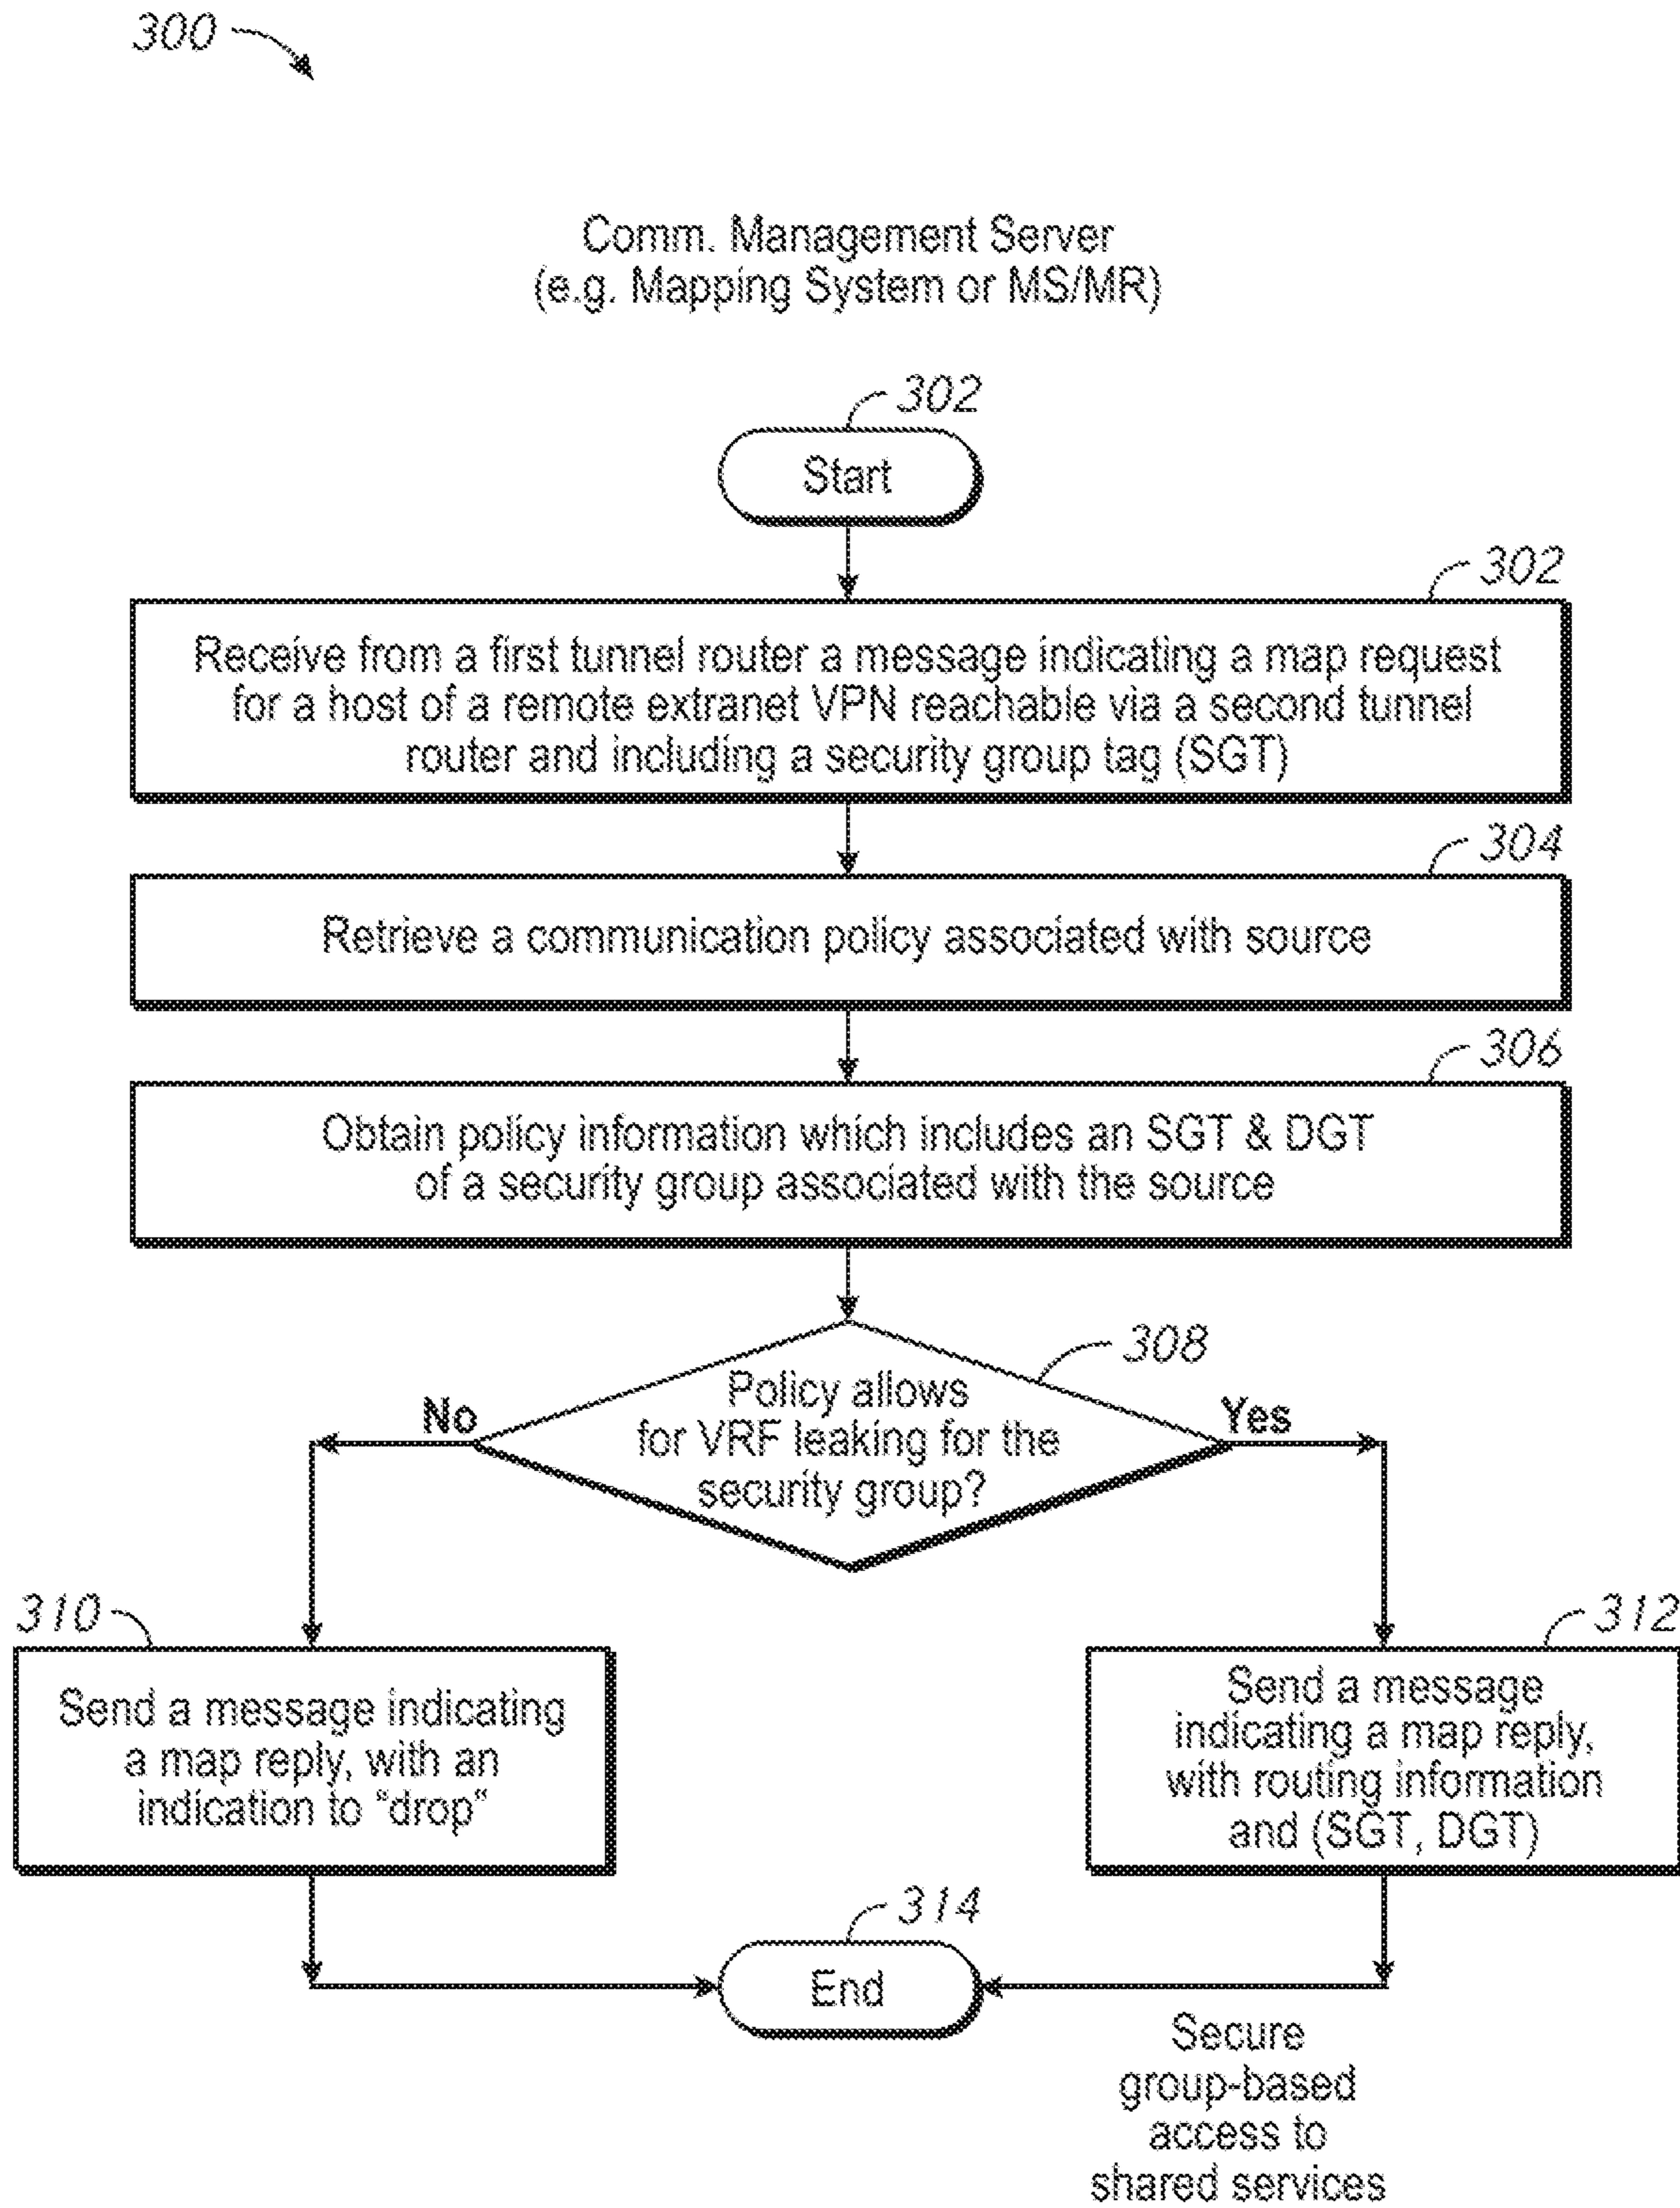 300
Comm. Management Server
(e.g. Mapping System or MS/MR)
302
Start
302
Receive from a first tunnel router a message indicating a map request
for a host of a remote extranet VPN reachable via a second tunnel
router and including a security group tag (SGT)
304
Retrieve a communication policy associated with source
306
Obtain policy information which includes an SGT & DGT
of a security group associated with the source
308
Policy allows
for VRF leaking for the
security group?
No
Yes
310
Send a message indicating
a map reply, with an
indication to “drop“
312
Send a message
indicating a map reply,
with routing information
and (SGT, DGT)
314
End
Secure
group-based
access to
shared services